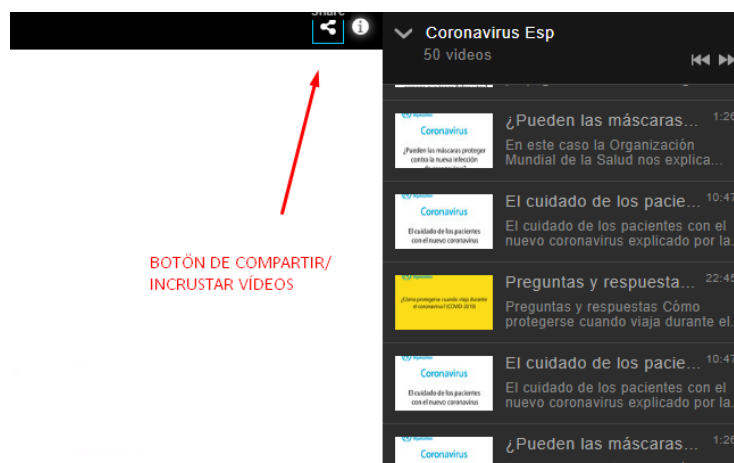 Share
Coronavirus Esp
50 videos
BOTÖN DE COMPARTIR/
INCRUSTAR VÍDEOS
Coronavirus
¿Pueden las máscaras proteger
contra la nueva infección
de coronavirus?
¿Pueden las máscaras... 1:26
En este caso la Organización
Mundial de la Salud nos explica...
Coronavirus
El cuidado de los pacientes
con el nuevo coronavirus
El cuidado de los pacie... 10:47
El cuidado de los pacientes con el
nuevo coronavirus explicado por la.
¿Cómo protegerse cuando viaja durante
el coronavirus? (COVID-2019)
Preguntas y respuesta... 22:45
Preguntas y respuestas Cómo
protegerse cuando viaja durante el.
Coronavirus
El cuidado de los pacientes
con el nuevo coronavirus
El cuidado de los pacie... 10:47
El cuidado de los pacientes con el
nuevo coronavirus explicado por la.
Coronavirus
¿Pueden las máscaras... 1:26